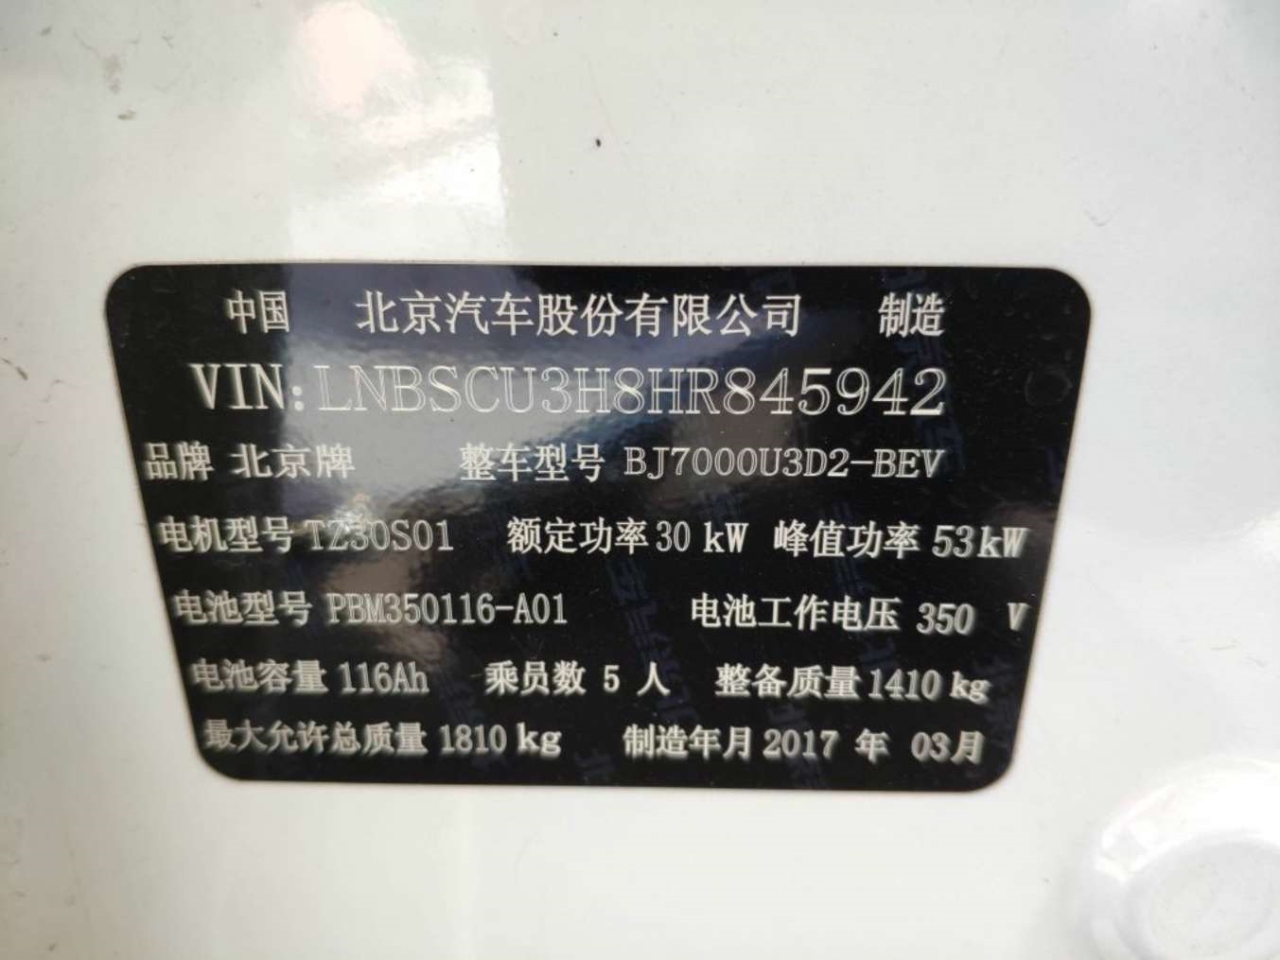 中国 北京汽车股份有限公司 制造
VIN:LNBSCU3H8HR845942
品牌 北京牌 整车型号 BJ7000U3D2-BEV
电机型号 TZ30S01 额定功率 30 kW 峰值功率 53kW
电池型号 PBM350116-A01 电池工作电压 350 V
电池容量 116Ah 乘员数 5 人 整备质量 1410 kg
最大允许总质量 1810 kg 制造年月 2017 年 03月